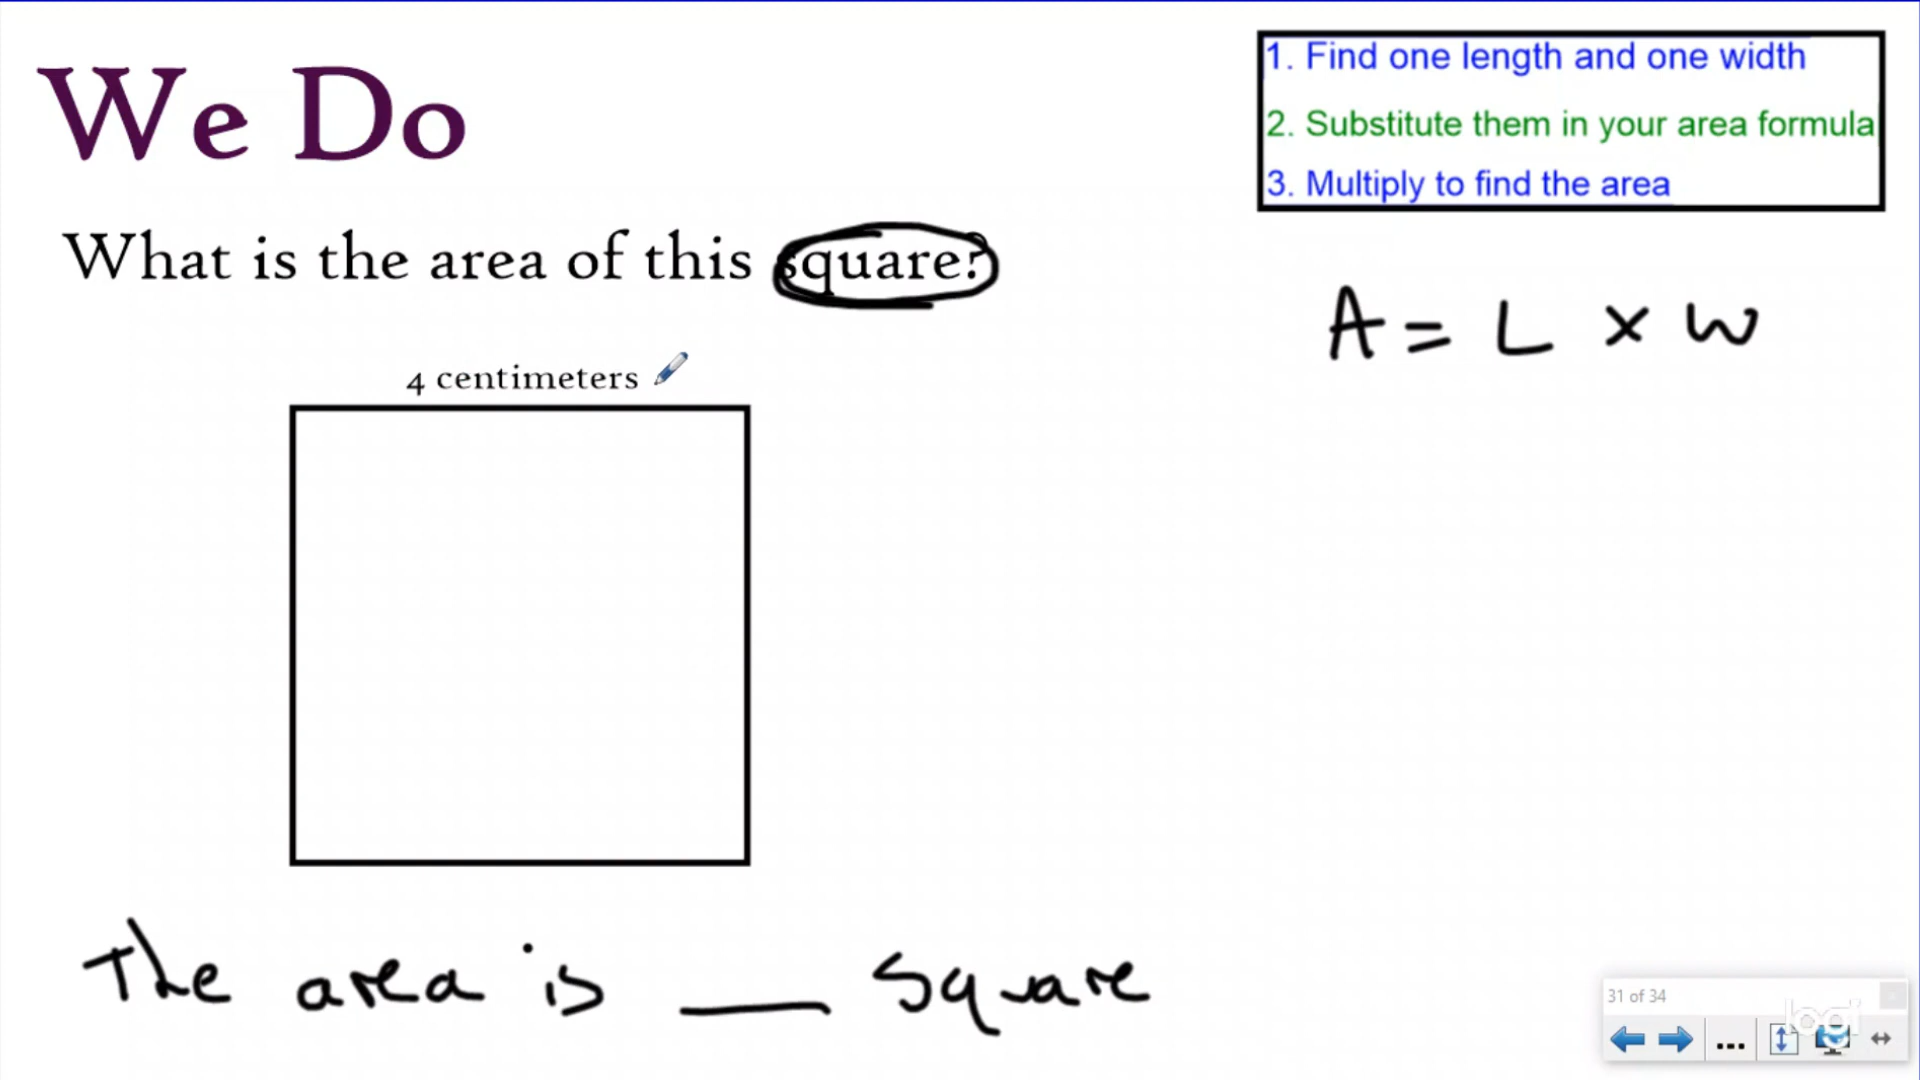 We Do
1. Find one length and one width
2. Substitute them in your area formula
3. Multiply to find the area
What is the area of this square?
A = L x W
4 centimeters
The area is ___ square
31 of 34
logi